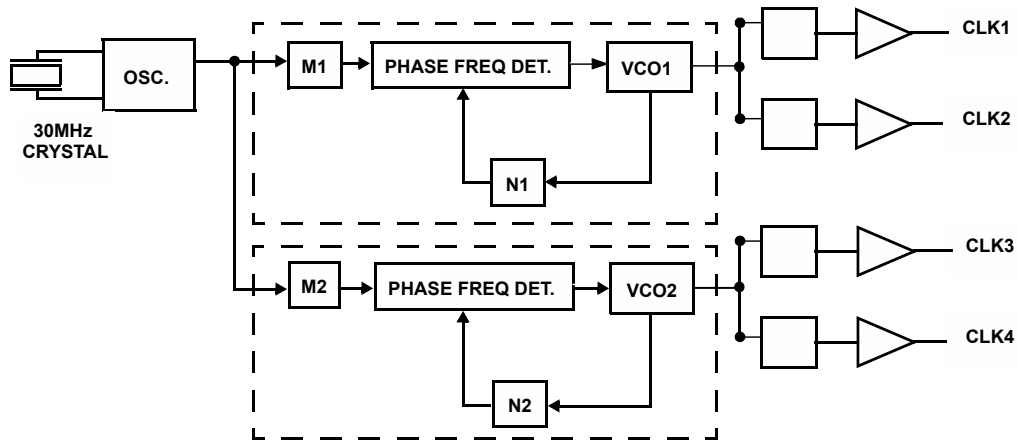 OSC.
30MHz
CRYSTAL
M1
PHASE FREQ DET.
VCO1
N1
CLK1
CLK2
M2
PHASE FREQ DET.
VCO2
N2
CLK3
CLK4